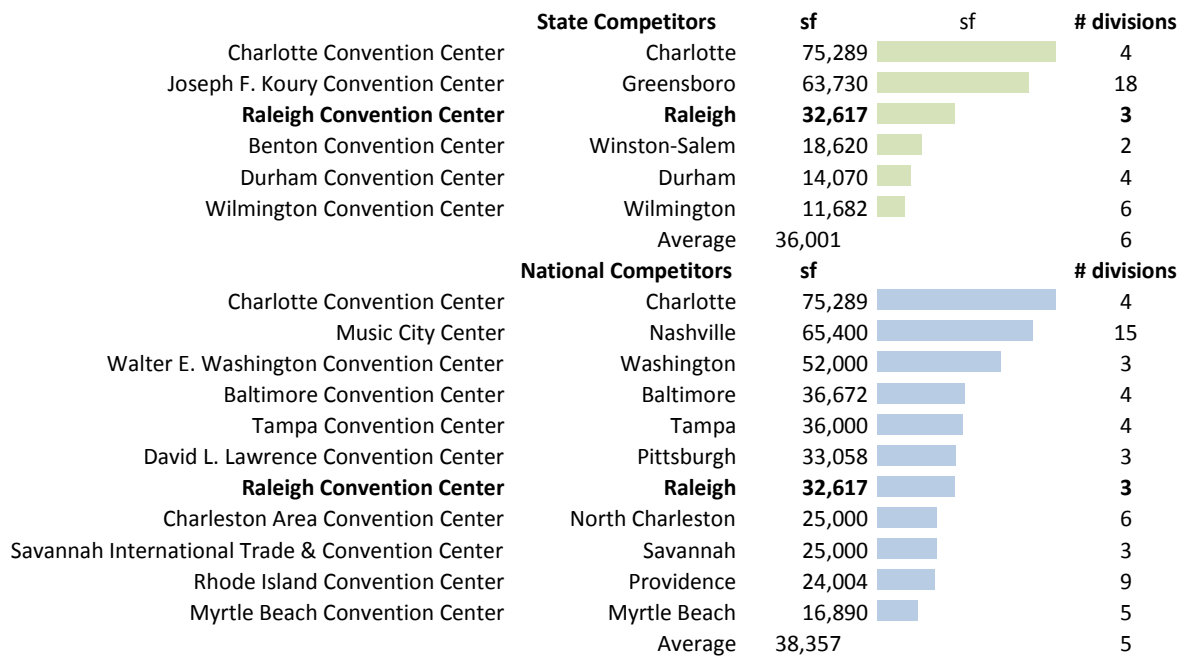 State Competitors sf sf # divisions
Charlotte Convention Center Charlotte 75,289 4
Joseph F. Koury Convention Center Greensboro 63,730 18
Raleigh Convention Center Raleigh 32,617 3
Benton Convention Center Winston-Salem 18,620 2
Durham Convention Center Durham 14,070 4
Wilmington Convention Center Wilmington 11,682 6
Average 36,001 6
National Competitors sf # divisions
Charlotte Convention Center Charlotte 75,289 4
Music City Center Nashville 65,400 15
Walter E. Washington Convention Center Washington 52,000 3
Baltimore Convention Center Baltimore 36,672 4
Tampa Convention Center Tampa 36,000 4
David L. Lawrence Convention Center Pittsburgh 33,058 3
Raleigh Convention Center Raleigh 32,617 3
Charleston Area Convention Center North Charleston 25,000 6
Savannah International Trade & Convention Center Savannah 25,000 3
Rhode Island Convention Center Providence 24,004 9
Myrtle Beach Convention Center Myrtle Beach 16,890 5
Average 38,357 5